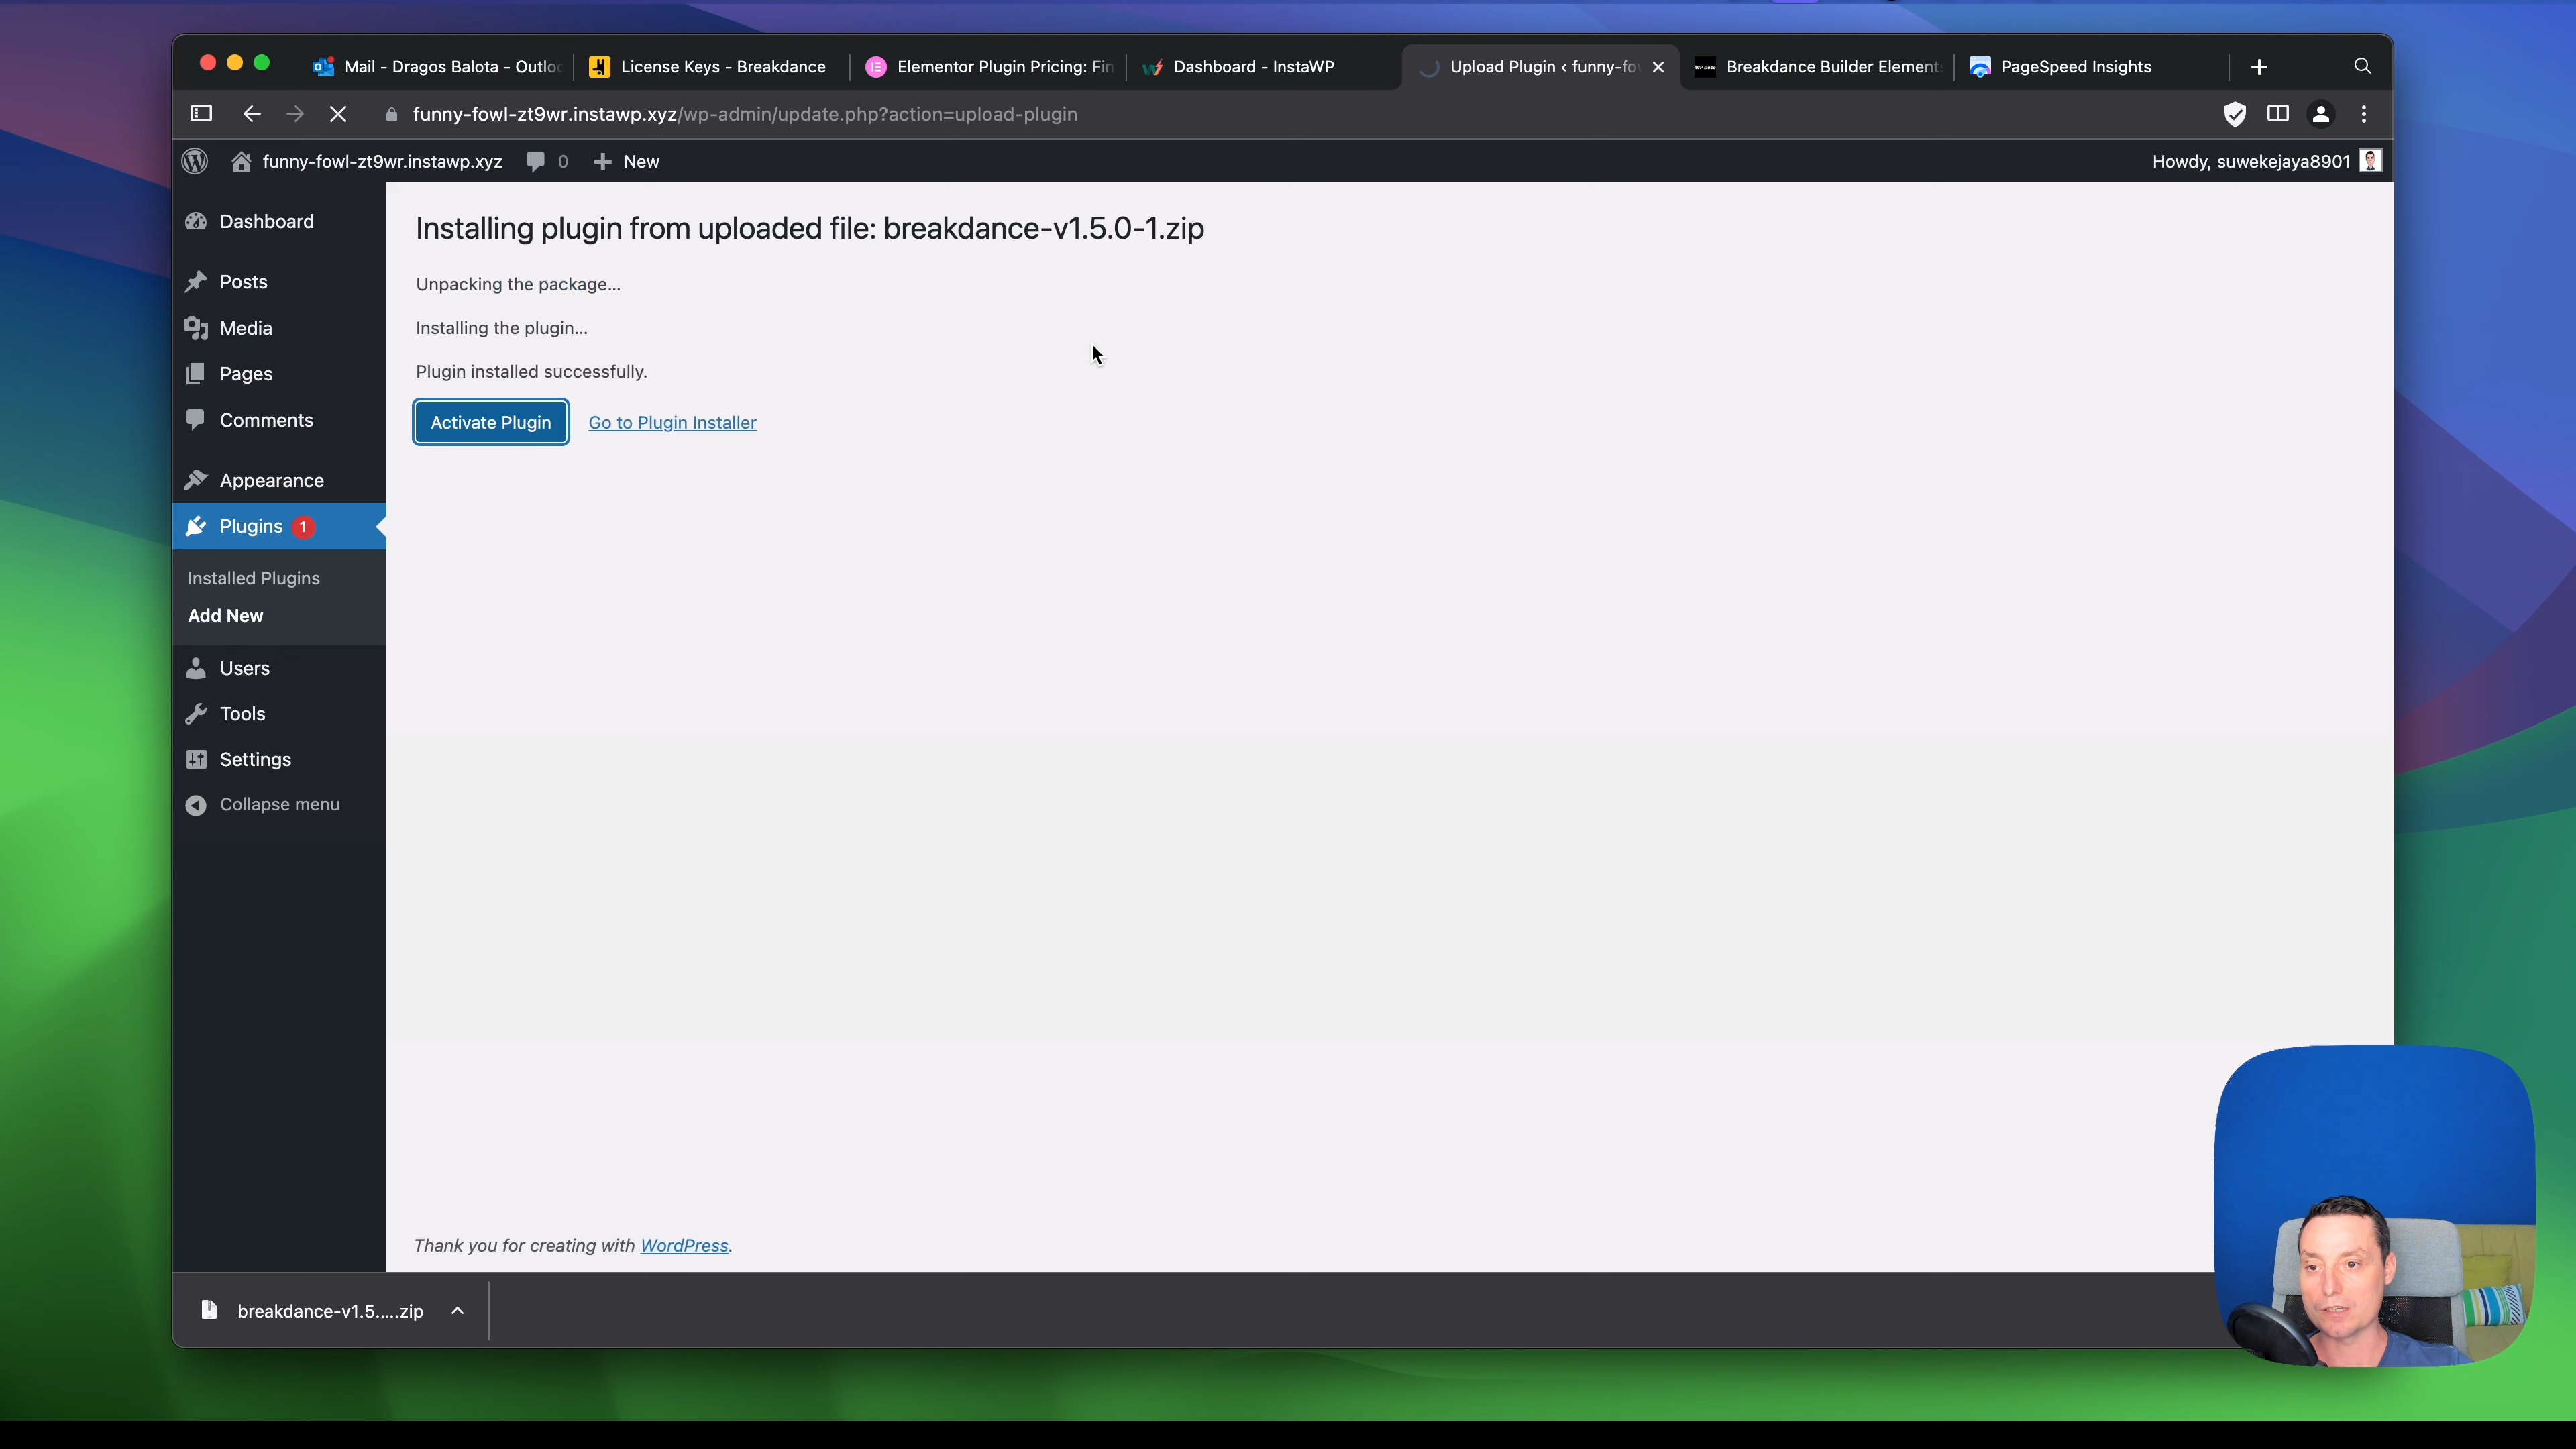 Mail - Dragos Balota - Outlo
License Keys - Breakdance
Elementor Plugin Pricing: Fin
Dashboard - InstaWP
Upload Plugin ‹ funny-fo
Breakdance Builder Element
PageSpeed Insights
funny-fowl-zt9wr.instawp.xyz/wp-admin/update.php?action=upload-plugin
funny-fowl-zt9wr.instawp.xyz
0
New
Howdy, suwekejaya8901
Dashboard
Posts
Media
Pages
Comments
Appearance
Plugins 1
Installed Plugins
Add New
Users
Tools
Settings
Collapse menu
Installing plugin from uploaded file: breakdance-v1.5.0-1.zip
Unpacking the package…
Installing the plugin…
Plugin installed successfully.
Activate Plugin
Go to Plugin Installer
Thank you for creating with WordPress.
breakdance-v1.5.....zip